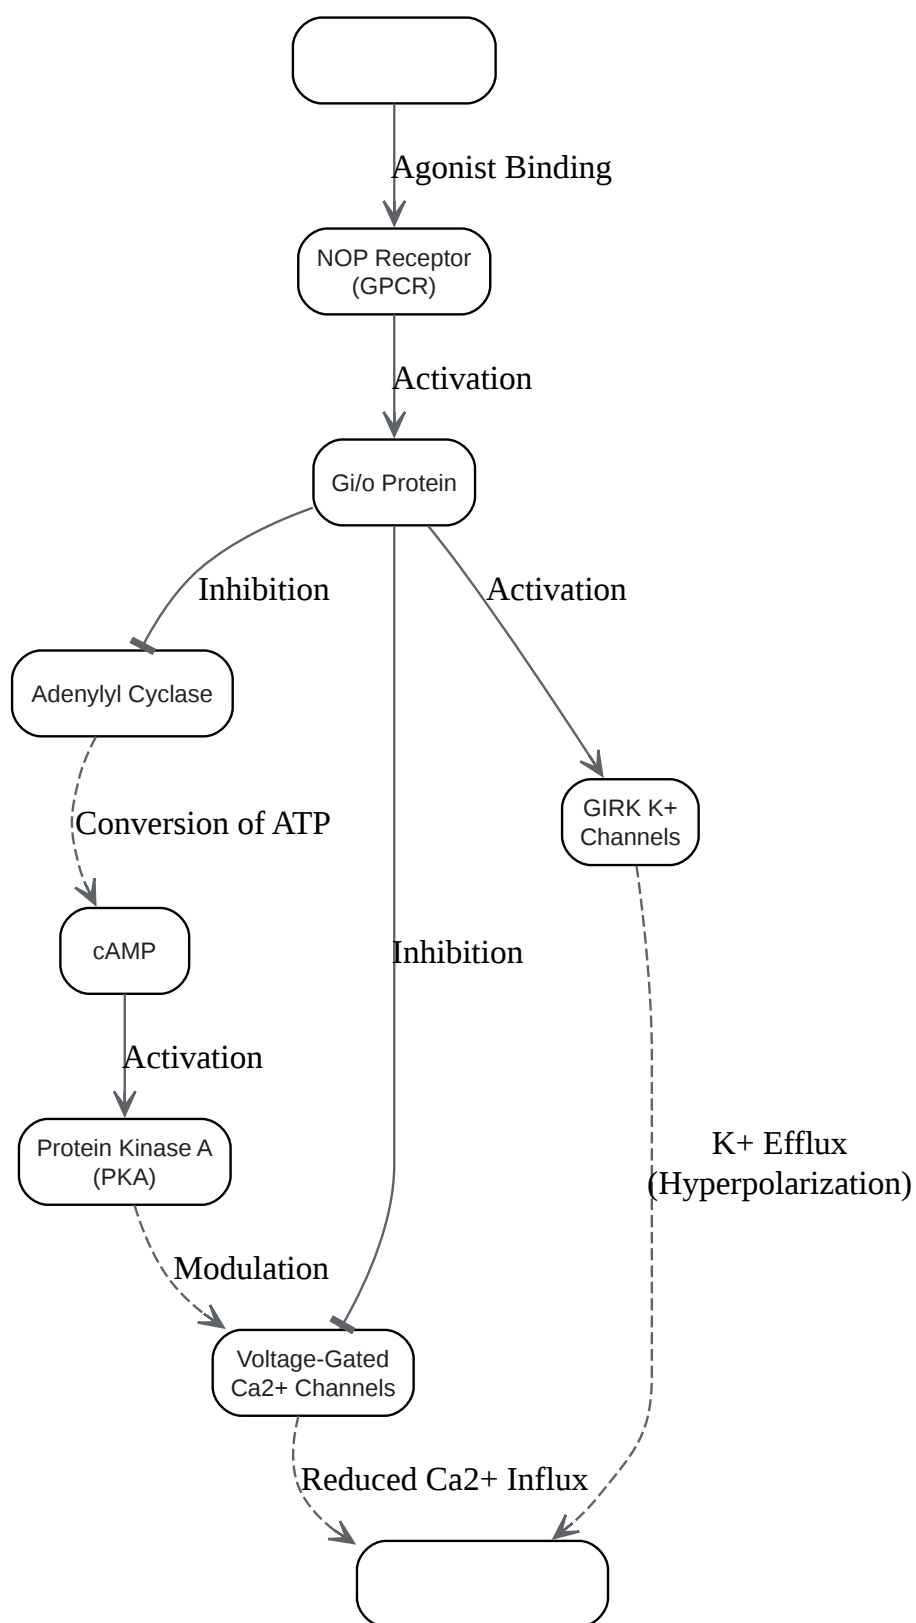 Agonist Binding
NOP Receptor
(GPCR)
Activation
Gi/o Protein
Inhibition
Activation
Adenylyl Cyclase
Conversion of ATP
GIRK K+
Channels
cAMP
Inhibition
Activation
Protein Kinase A
(PKA)
K+ Efflux
(Hyperpolarization)
Modulation
Voltage-Gated
Ca2+ Channels
Reduced Ca2+ Influx